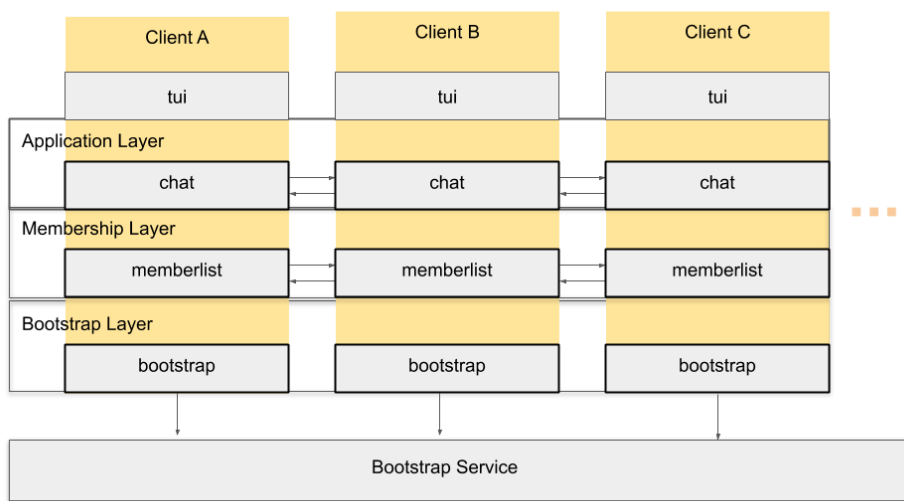 Client A
Client B
Client C
tui
tui
tui
Application Layer
chat
chat
chat
Membership Layer
memberlist
memberlist
memberlist
Bootstrap Layer
bootstrap
bootstrap
bootstrap
Bootstrap Service